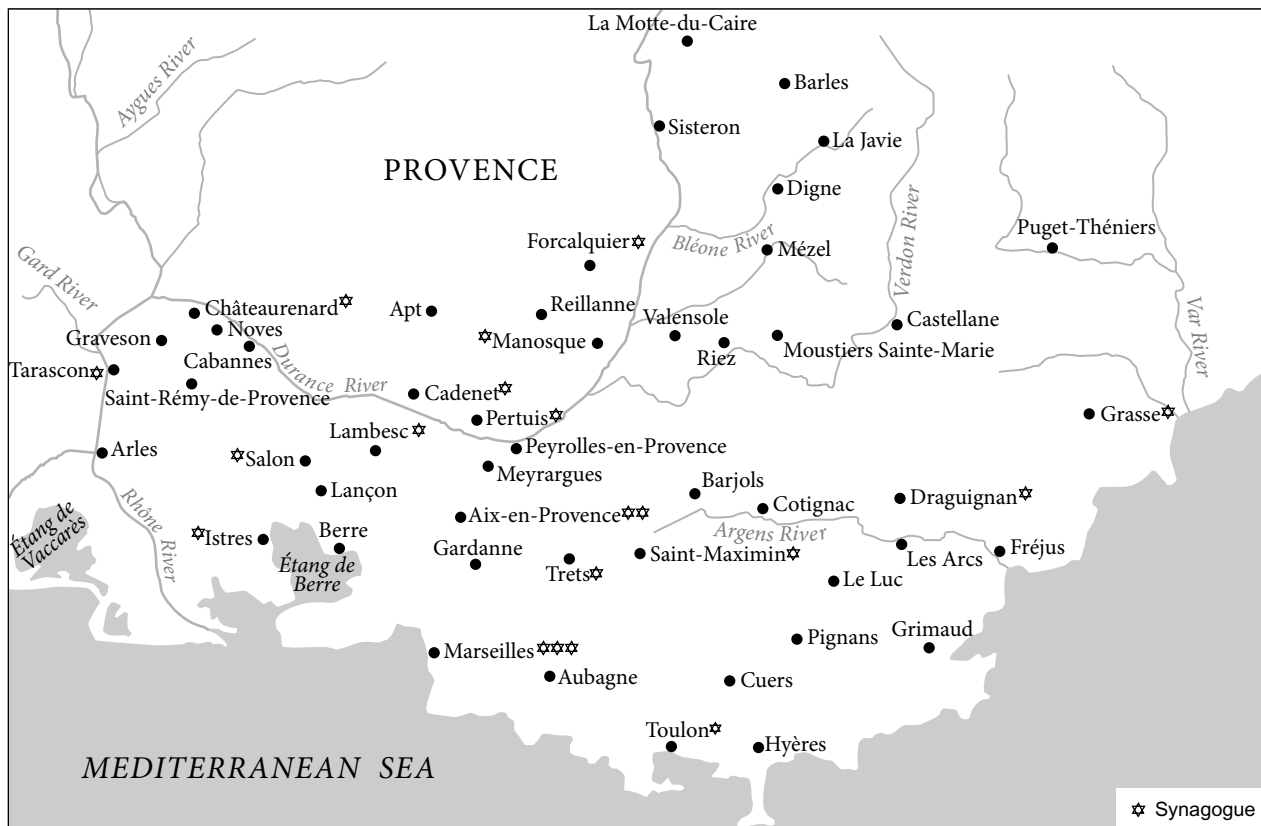 La Motte-du-Caire
Barles
Aygues River
Sisteron
La Javie
PROVENCE
Digne
Verdon River
Puget-Théniers
Forcalquier
Bléone River
Mézel
Gard River
Châteaurenard
Apt
Reillanne
Noves
Valensole
Castellane
Var River
Graveson
Manosque
Cabannes
Riez
Moustiers Sainte-Marie
Tarascon
Durance River
Saint-Rémy-de-Provence
Cadenet
Grasse
Pertuis
Lambesc
Arles
Peyrolles-en-Provence
Salon
Meyrargues
Lançon
Barjols
Draguignan
Cotignac
Rhône River
Aix-en-Provence
Étang de
Vaccarès
Argens River
Berre
Istres
Gardanne
Saint-Maximin
Les Arcs
Fréjus
Étang de
Berre
Trets
Le Luc
Pignans
Grimaud
Marseilles
Aubagne
Cuers
Toulon
Hyères
MEDITERRANEAN SEA
Synagogue